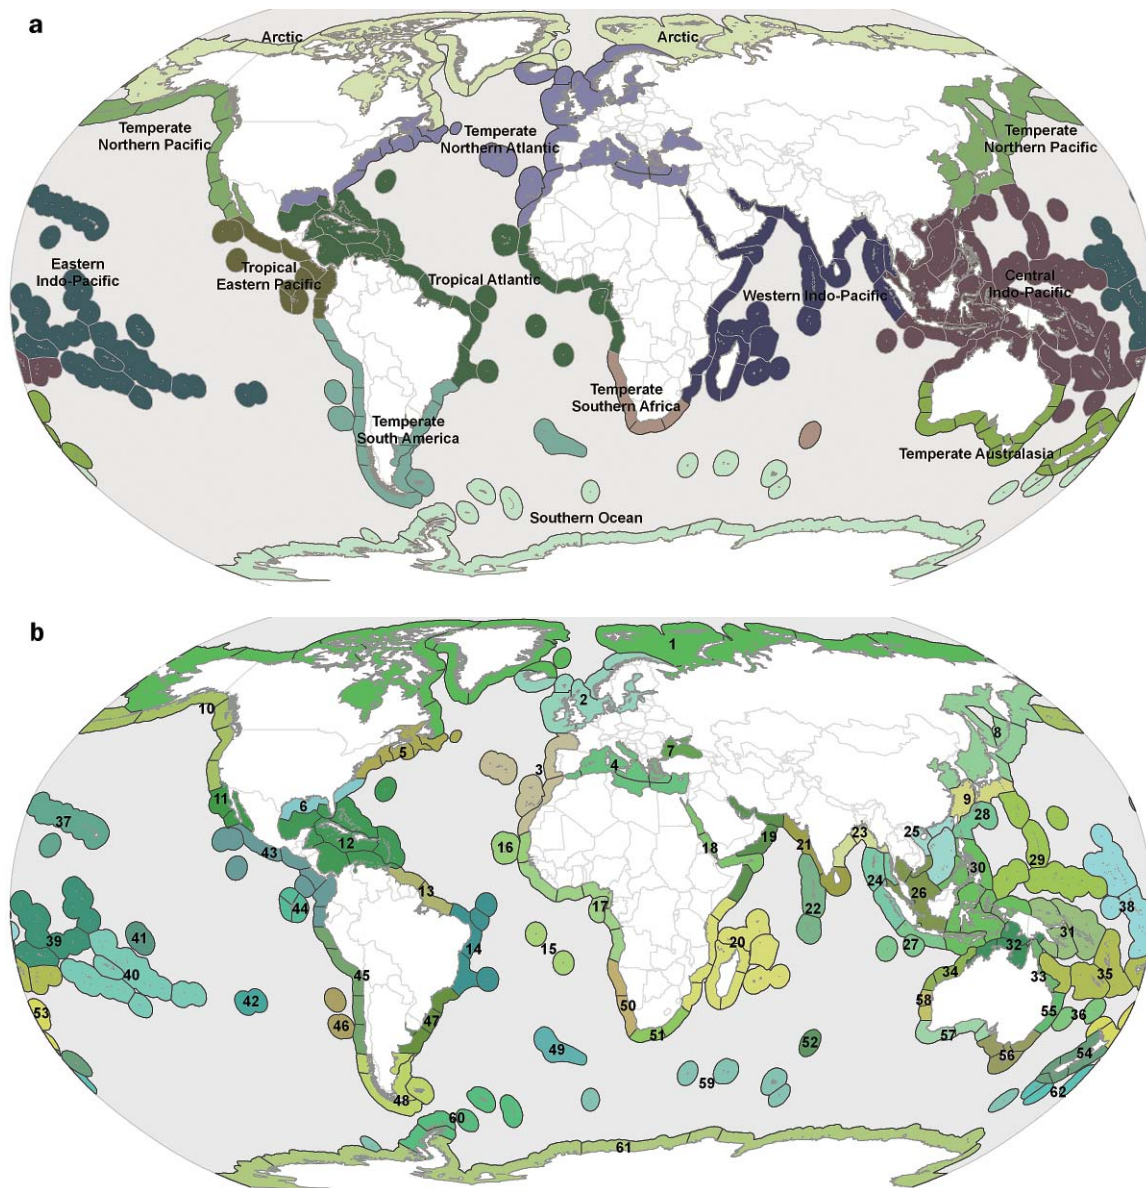 a
Arctic
Arctic
Temperate
Northern Pacific
Temperate
Northern Atlantic
Temperate
Northern Pacific
Eastern
Indo-Pacific
Tropical
Eastern Pacific
Tropical Atlantic
Western Indo-Pacific
Central
Indo-Pacific
Temperate
South America
Temperate
Southern Africa
Temperate Australasia
Southern Ocean
b
1
2
10
5
3
4
7
8
11
6
9
37
12
16
18
19
21
23
25
28
43
13
17
24
26
30
29
44
22
38
39
41
40
14
15
20
27
32
31
45
34
33
35
42
50
58
53
46
47
51
55
36
49
52
57
56
54
59
48
62
60
61